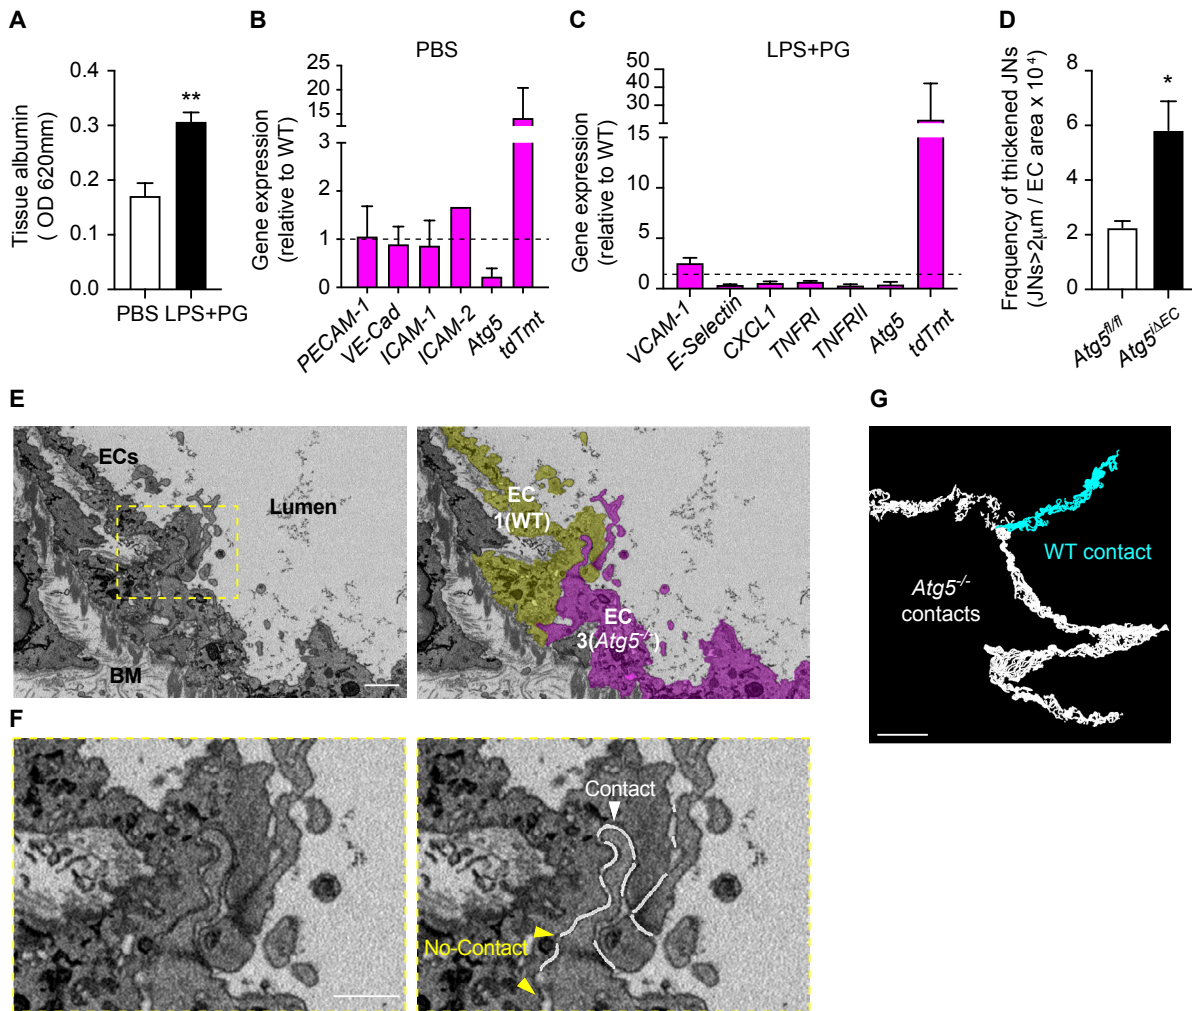 A
Tissue albumin
( OD 620mm)
0.4
0.3
0.2
0.1
0.0
**
PBS
LPS+PG
B
PBS
Gene expression
(relative to WT)
25
20
15
10
3
2
1
0
PECAM-1
VE-Cad
ICAM-1
ICAM-2
Atg5
tdTmt
C
LPS+PG
Gene expression
(relative to WT)
50
40
30
20
15
10
5
0
VCAM-1
E-Selectin
CXCL1
TNFRI
TNFRII
Atg5
tdTmt
D
Frequency of thickened JNs
(JNs>2μm / EC area x 10⁴)
8
6
4
2
0
*
Atg5fl/fl
Atg5iΔEC
E
ECs
Lumen
BM
EC
1(WT)
EC
3(Atg5-/-)
F
Contact
No-Contact
G
WT contact
Atg5-/-
contacts